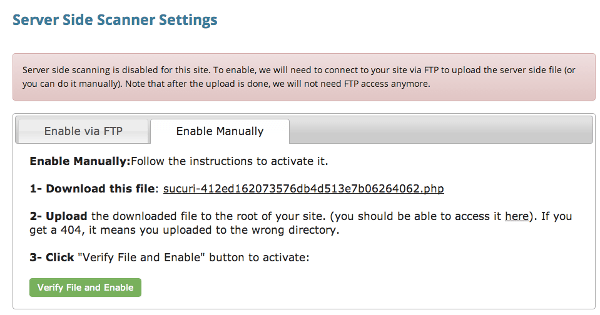 Server Side Scanner Settings
Server side scanning is disabled for this site. To enable, we will need to connect to your site via FTP to upload the server side file (or
you can do it manually). Note that after the upload is done, we will not need FTP access anymore.
Enable via FTP
Enable Manually
Enable Manually:Follow the instructions to activate it.
1- Download this file: sucuri-412ed162073576db4d513e7b06264062.php
2- Upload the downloaded file to the root of your site. (you should be able to access it here). If you
get a 404, it means you uploaded to the wrong directory.
3- Click "Verify File and Enable" button to activate:
Verify File and Enable